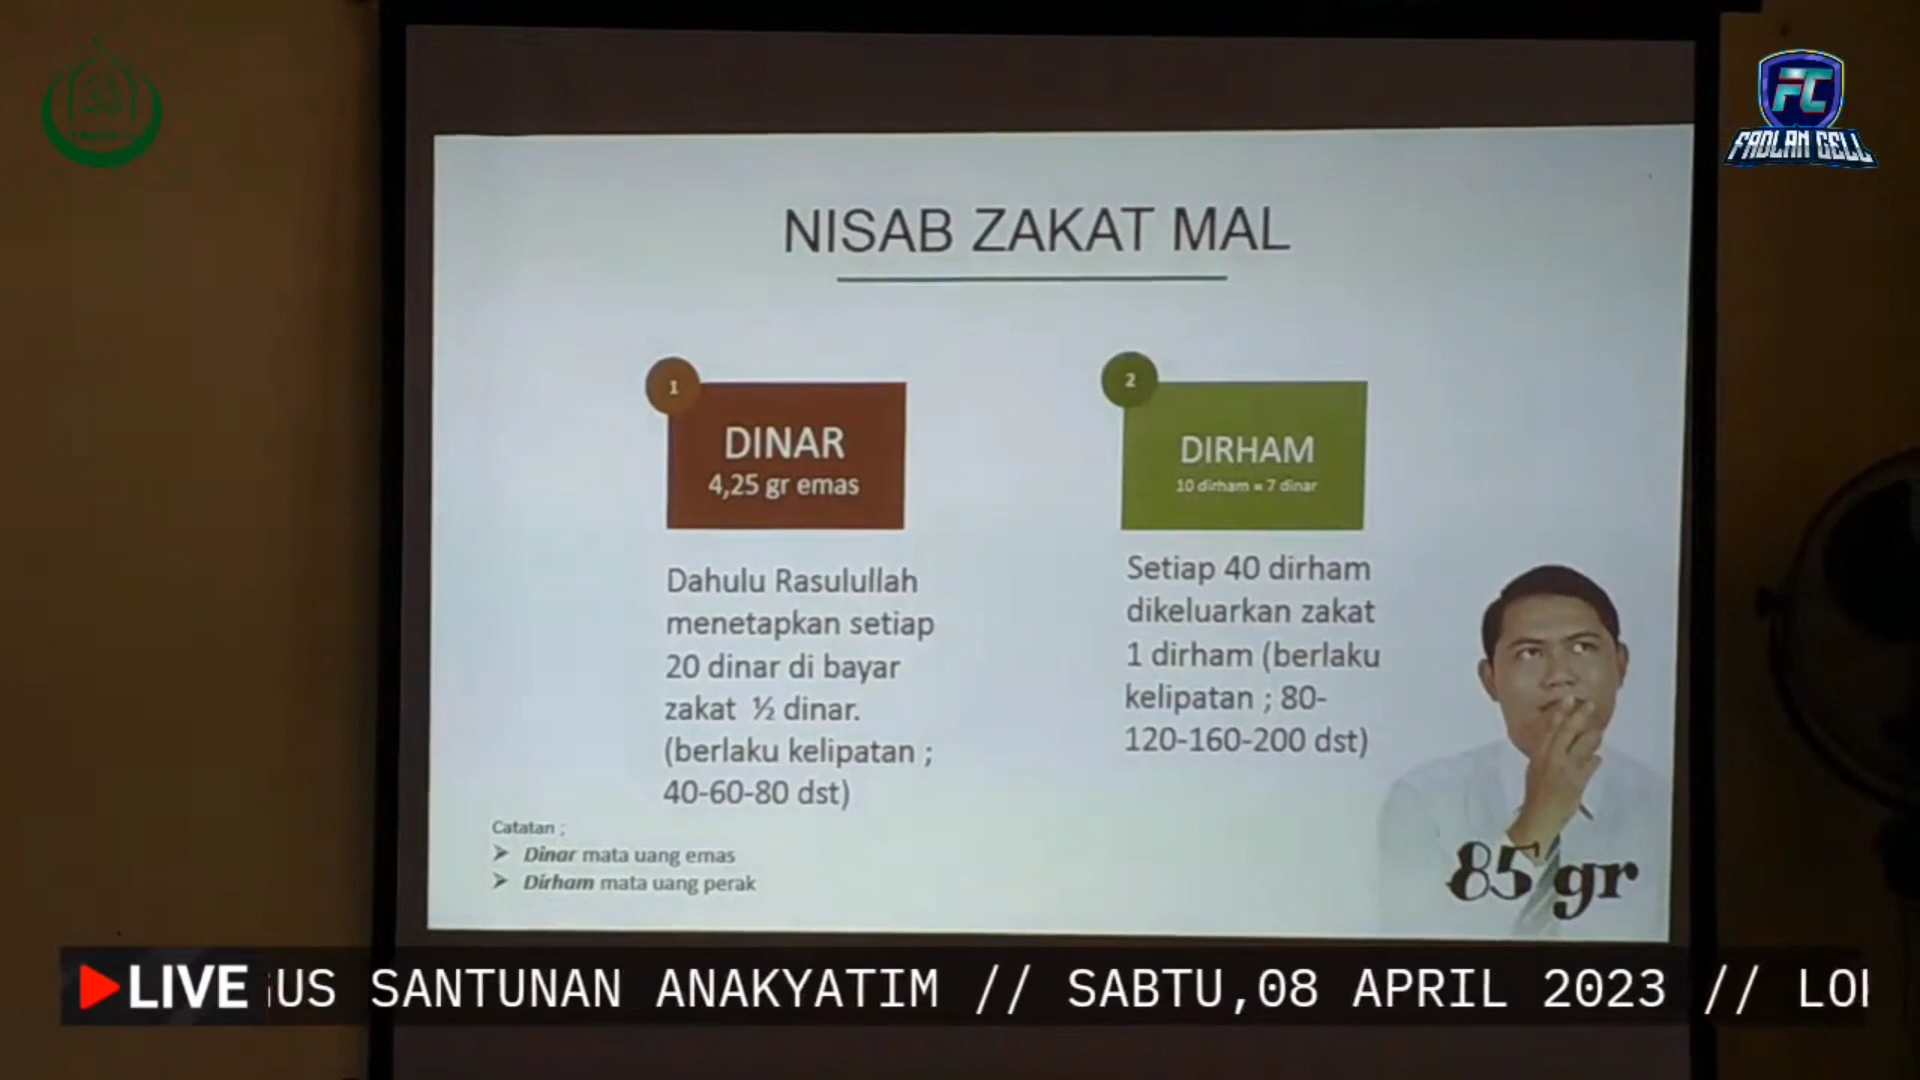 FC
FADLAN GELL
NISAB ZAKAT MAL
1
DINAR
4,25 gr emas
Dahulu Rasulullah
menetapkan setiap
20 dinar di bayar
zakat ½ dinar.
(berlaku kelipatan ;
40-60-80 dst)
2
DIRHAM
10 dirham = 7 dinar
Setiap 40 dirham
dikeluarkan zakat
1 dirham (berlaku
kelipatan ; 80-
120-160-200 dst)
Catatan ;
➢ Dinar mata uang emas
➢ Dirham mata uang perak
85 gr
LIVE
US SANTUNAN ANAKYATIM // SABTU,08 APRIL 2023 //